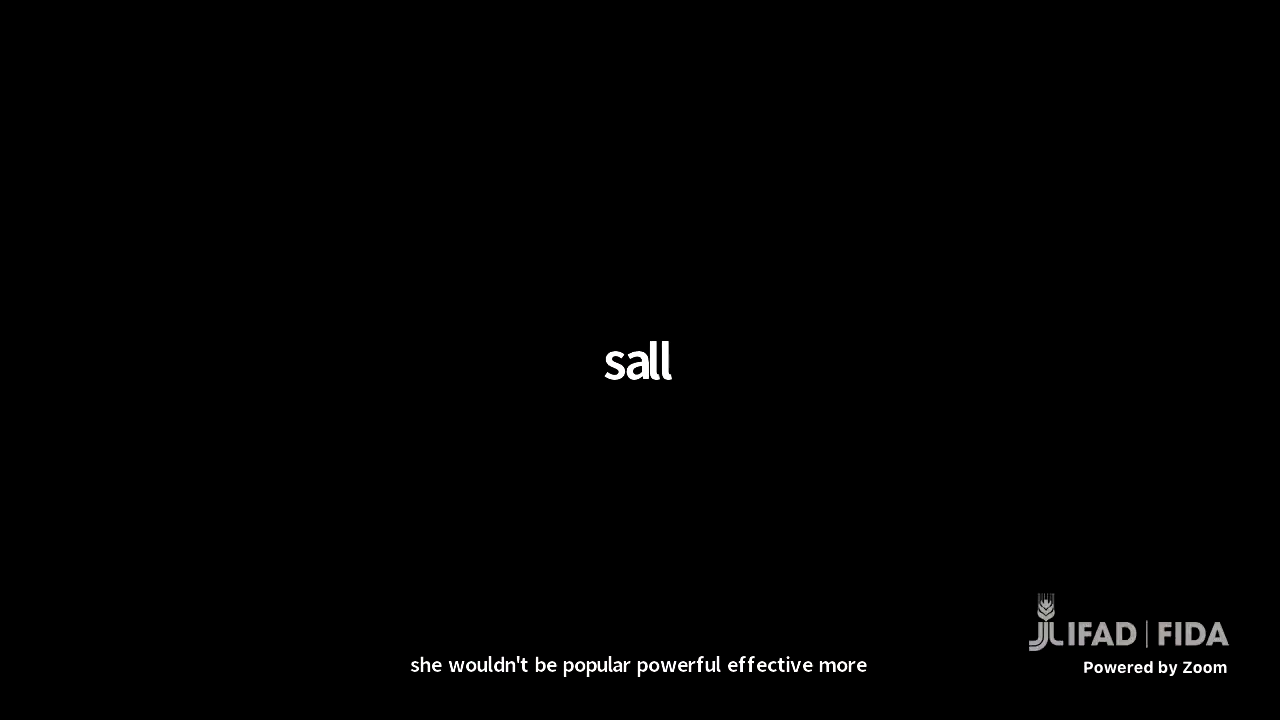 sall
IFAD | FIDA
she wouldn't be popular powerful effective more
Powered by Zoom